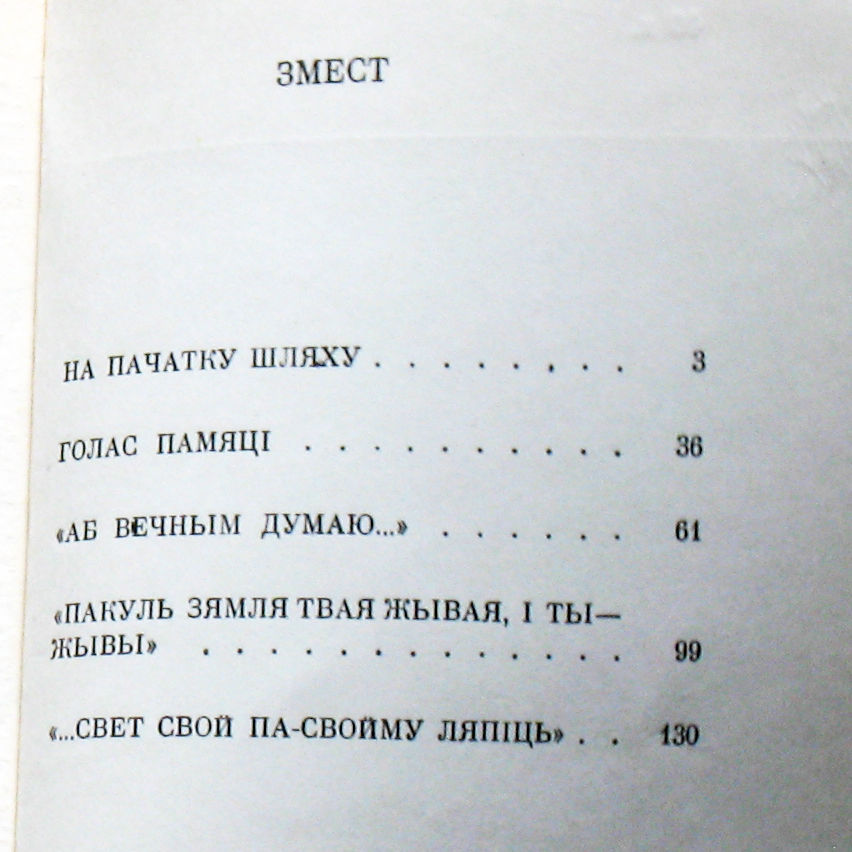 ЗМЕСТ
НА ПАЧАТКУ ШЛЯХУ . . . . . . . . 3
ГОЛАС ПАМЯЦІ . . . . . . . . . . 36
«АБ ВЕЧНЫМ ДУМАЮ...» . . . . . . 61
«ПАКУЛЬ ЗЯМЛЯ ТВАЯ ЖЫВАЯ, І ТЫ—
ЖЫВЫ» . . . . . . . . . . . . . 99
«...СВЕТ СВОЙ ПА-СВОЙМУ ЛЯПІЦЬ» . . 130